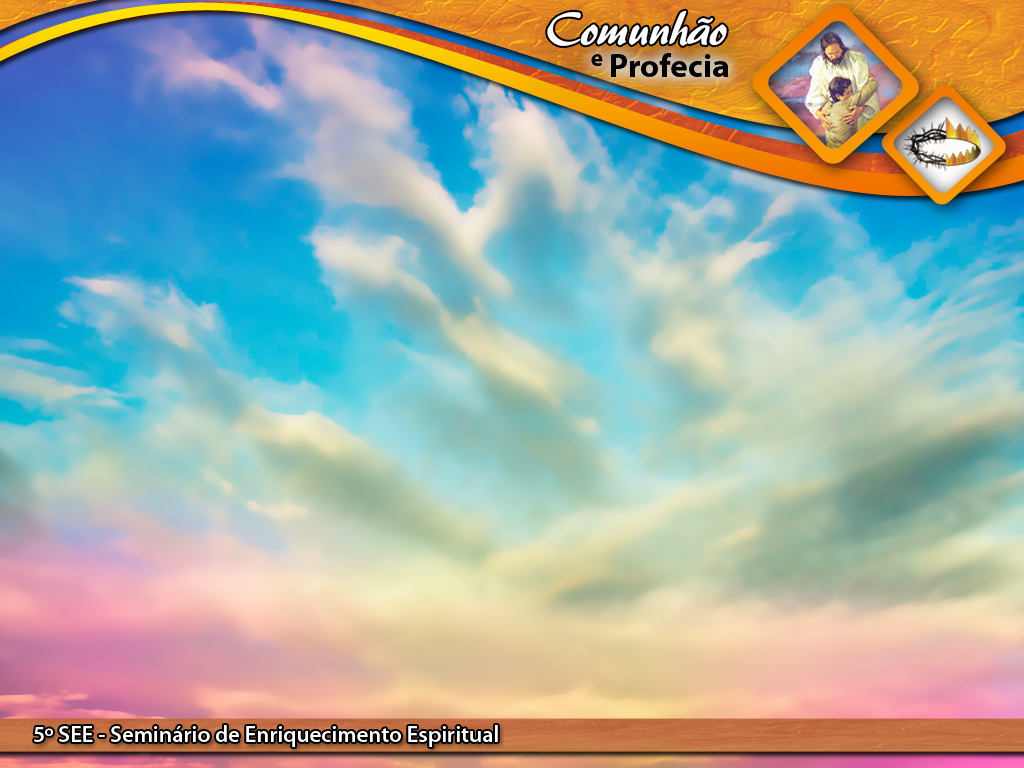 Comunhão
e Profecia
5º SEE - Seminário de Enriquecimento Espiritual